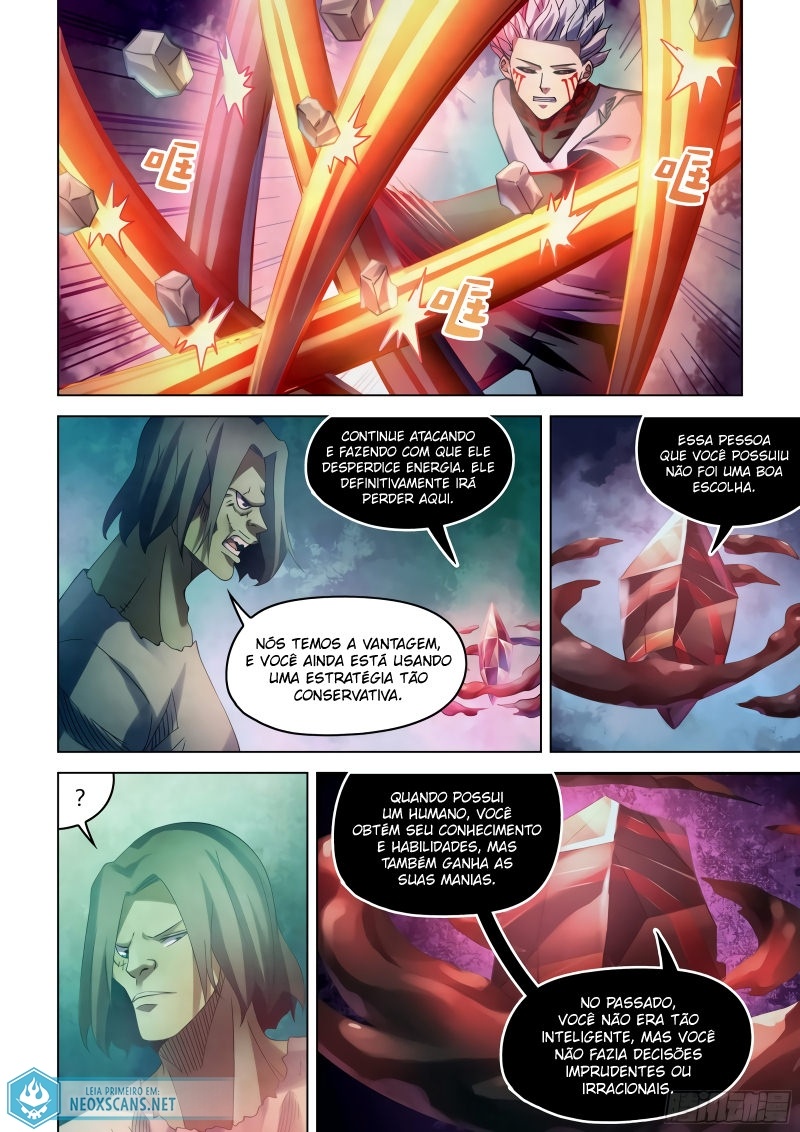 哐
哐
哐
CONTINUE ATACANDO
E FAZENDO COM QUE ELE
DESPERDICE ENERGIA. ELE
DEFINITIVAMENTE IRÁ
PERDER AQUI.
NÓS TEMOS A VANTAGEM,
E VOCÊ AINDA ESTÁ USANDO
UMA ESTRATÉGIA TÃO
CONSERVATIVA.
ESSA PESSOA
QUE VOCÊ POSSUIU
NÃO FOI UMA BOA
ESCOLHA.
?
QUANDO POSSUI
UM HUMANO, VOCÊ
OBTÉM SEU CONHECIMENTO
E HABILIDADES, MAS
TAMBÉM GANHA AS
SUAS MANIAS.
NO PASSADO,
VOCÊ NÃO ERA TÃO
INTELIGENTE, MAS VOCÊ
NÃO FAZIA DECISÕES
IMPRUDENTES OU
IRRACIONAIS.
LEIA PRIMEIRO EM:
NEOXSCANS.NET